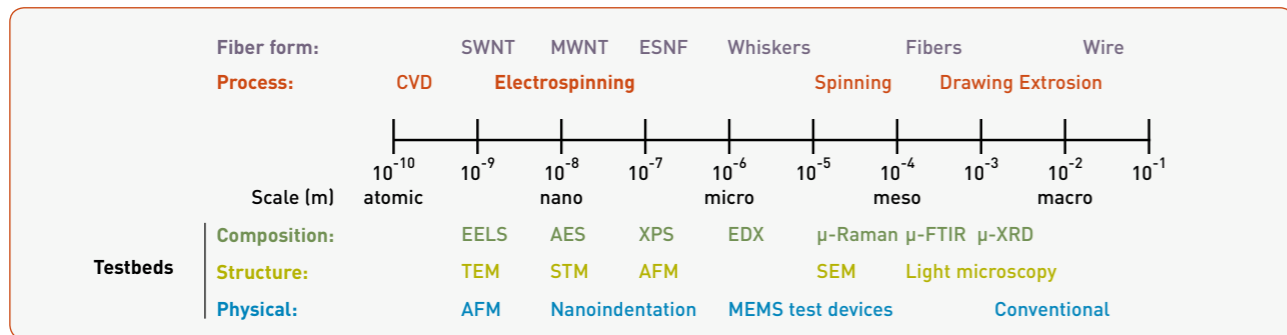 Fiber form: SWNT MWNT ESNF Whiskers Fibers Wire
Process: CVD Electrospinning Spinning Drawing Extrosion
10⁻¹⁰ 10⁻⁹ 10⁻⁸ 10⁻⁷ 10⁻⁶ 10⁻⁵ 10⁻⁴ 10⁻³ 10⁻² 10⁻¹
Scale (m) atomic nano micro meso macro
Composition: EELS AES XPS EDX μ-Raman μ-FTIR μ-XRD
Testbeds
Structure: TEM STM AFM SEM Light microscopy
Physical: AFM Nanoindentation MEMS test devices Conventional